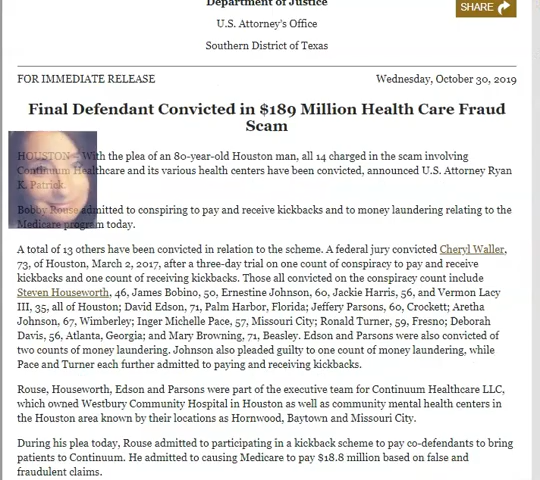 Department of Justice
SHARE
U.S. Attorney's Office
Southern District of Texas
FOR IMMEDIATE RELEASE
Wednesday, October 30, 2019
Final Defendant Convicted in $189 Million Health Care Fraud
Scam
HOUSTON – With the plea of an 80-year-old Houston man, all 14 charged in the scam involving
Continuum Healthcare and its various health centers have been convicted, announced U.S. Attorney Ryan
K. Patrick.
Bobby Rouse admitted to conspiring to pay and receive kickbacks and to money laundering relating to the
Medicare program today.
A total of 13 others have been convicted in relation to the scheme. A federal jury convicted Cheryl Waller,
73, of Houston, March 2, 2017, after a three-day trial on one count of conspiracy to pay and receive
kickbacks and one count of receiving kickbacks. Those all convicted on the conspiracy count include
Steven Houseworth, 46, James Bobino, 50, Ernestine Johnson, 60, Jackie Harris, 56, and Vermon Lacy
III, 35, all of Houston; David Edson, 71, Palm Harbor, Florida; Jeffery Parsons, 60, Crockett; Aretha
Johnson, 67, Wimberley; Inger Michelle Pace, 57, Missouri City; Ronald Turner, 59, Fresno; Deborah
Davis, 56, Atlanta, Georgia; and Mary Browning, 71, Beasley. Edson and Parsons were also convicted of
two counts of money laundering. Johnson also pleaded guilty to one count of money laundering, while
Pace and Turner each further admitted to paying and receiving kickbacks.
Rouse, Houseworth, Edson and Parsons were part of the executive team for Continuum Healthcare LLC,
which owned Westbury Community Hospital in Houston as well as community mental health centers in
the Houston area known by their locations as Hornwood, Baytown and Missouri City.
During his plea today, Rouse admitted to participating in a kickback scheme to pay co-defendants to bring
patients to Continuum. He admitted to causing Medicare to pay $18.8 million based on false and
fraudulent claims.